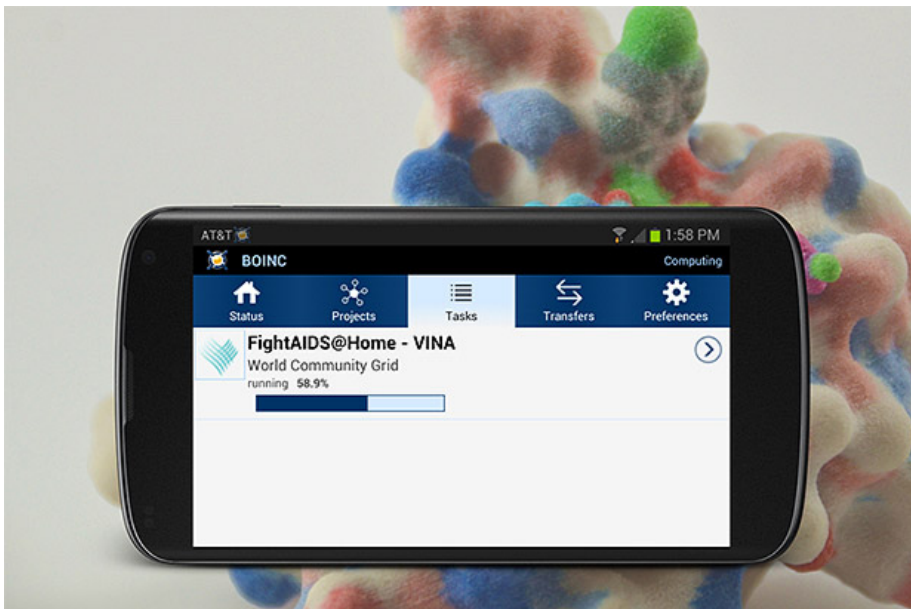 AT&T 1:58 PM
BOINC Computing
Status Projects Tasks Transfers Preferences
FightAIDS@Home - VINA
World Community Grid
running 58.9%